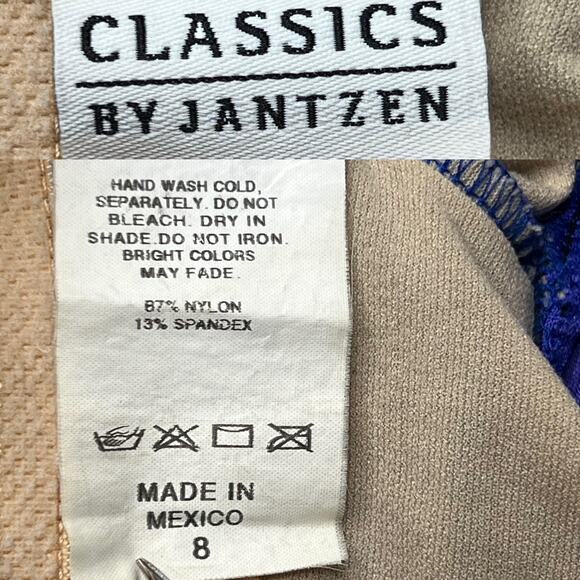 CLASSICS
BY JANTZEN
HAND WASH COLD,
SEPARATELY. DO NOT
BLEACH. DRY IN
SHADE.DO NOT IRON.
BRIGHT COLORS
MAY FADE.
87% NYLON
13% SPANDEX
MADE IN
MEXICO
8